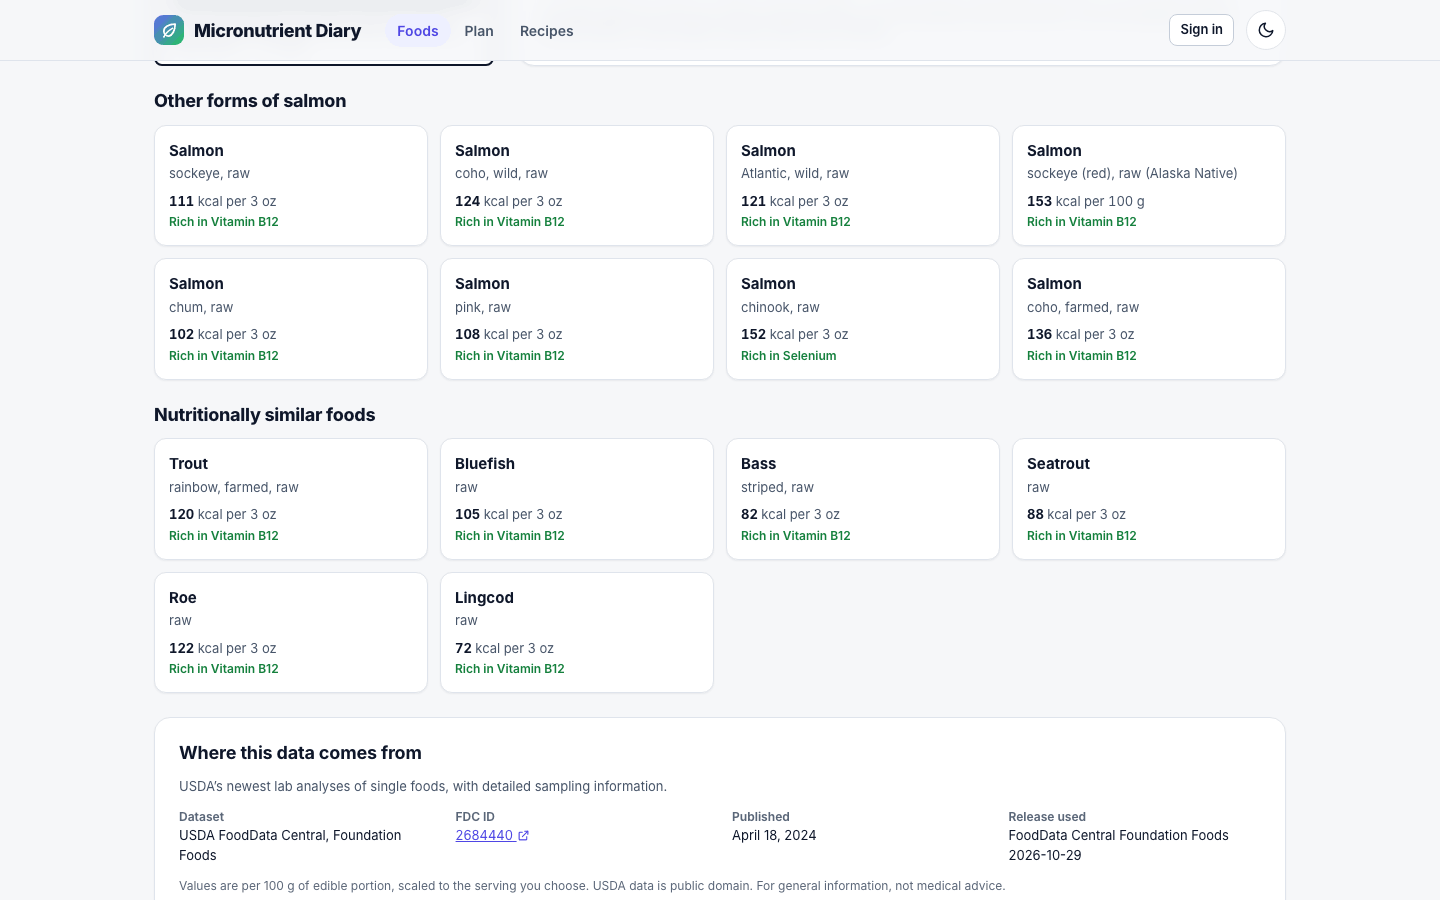 Micronutrient Diary
Foods
Plan
Recipes
Sign in
Other forms of salmon
Salmon
sockeye, raw
111 kcal per 3 oz
Rich in Vitamin B12
Salmon
coho, wild, raw
124 kcal per 3 oz
Rich in Vitamin B12
Salmon
Atlantic, wild, raw
121 kcal per 3 oz
Rich in Vitamin B12
Salmon
sockeye (red), raw (Alaska Native)
153 kcal per 100 g
Rich in Vitamin B12
Salmon
chum, raw
102 kcal per 3 oz
Rich in Vitamin B12
Salmon
pink, raw
108 kcal per 3 oz
Rich in Vitamin B12
Salmon
chinook, raw
152 kcal per 3 oz
Rich in Selenium
Salmon
coho, farmed, raw
136 kcal per 3 oz
Rich in Vitamin B12
Nutritionally similar foods
Trout
rainbow, farmed, raw
120 kcal per 3 oz
Rich in Vitamin B12
Bluefish
raw
105 kcal per 3 oz
Rich in Vitamin B12
Bass
striped, raw
82 kcal per 3 oz
Rich in Vitamin B12
Seatrout
raw
88 kcal per 3 oz
Rich in Vitamin B12
Roe
raw
122 kcal per 3 oz
Rich in Vitamin B12
Lingcod
raw
72 kcal per 3 oz
Rich in Vitamin B12
Where this data comes from
USDA's newest lab analyses of single foods, with detailed sampling information.
Dataset
USDA FoodData Central, Foundation
Foods
FDC ID
2684440
Published
April 18, 2024
Release used
FoodData Central Foundation Foods
2026-10-29
Values are per 100 g of edible portion, scaled to the serving you choose. USDA data is public domain. For general information, not medical advice.